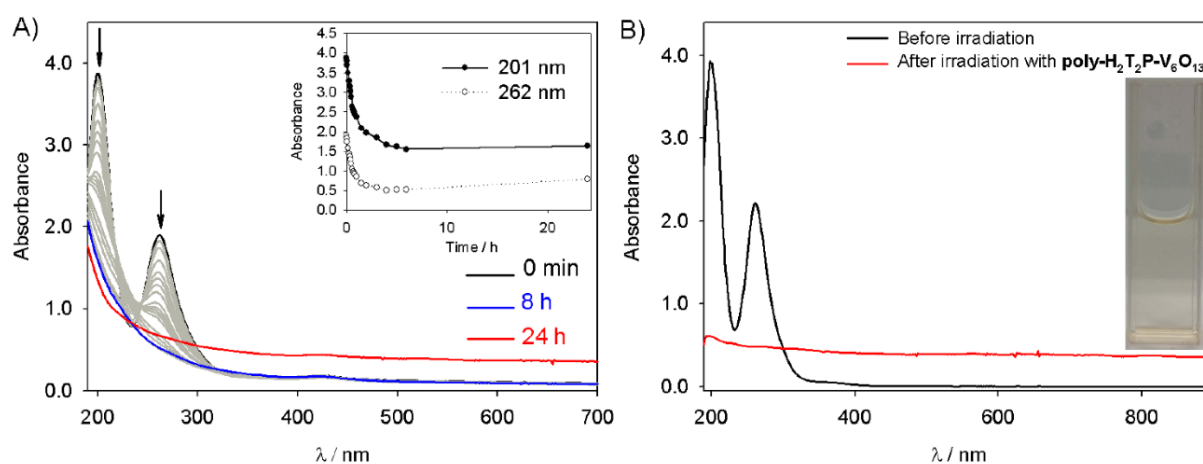 A)
Absorbance
4.0
3.0
2.0
1.0
0.0
200 300 400 500 600 700
λ / nm
Absorbance
4.5
4.0
3.5
3.0
2.5
2.0
1.5
1.0
0.5
0.0
0 10 20
Time / h
201 nm
262 nm
0 min
8 h
24 h
B)
Absorbance
4.0
3.0
2.0
1.0
0.0
200 400 600 800
λ / nm
Before irradiation
After irradiation with poly-H₂T₂P-V₆O₁₃